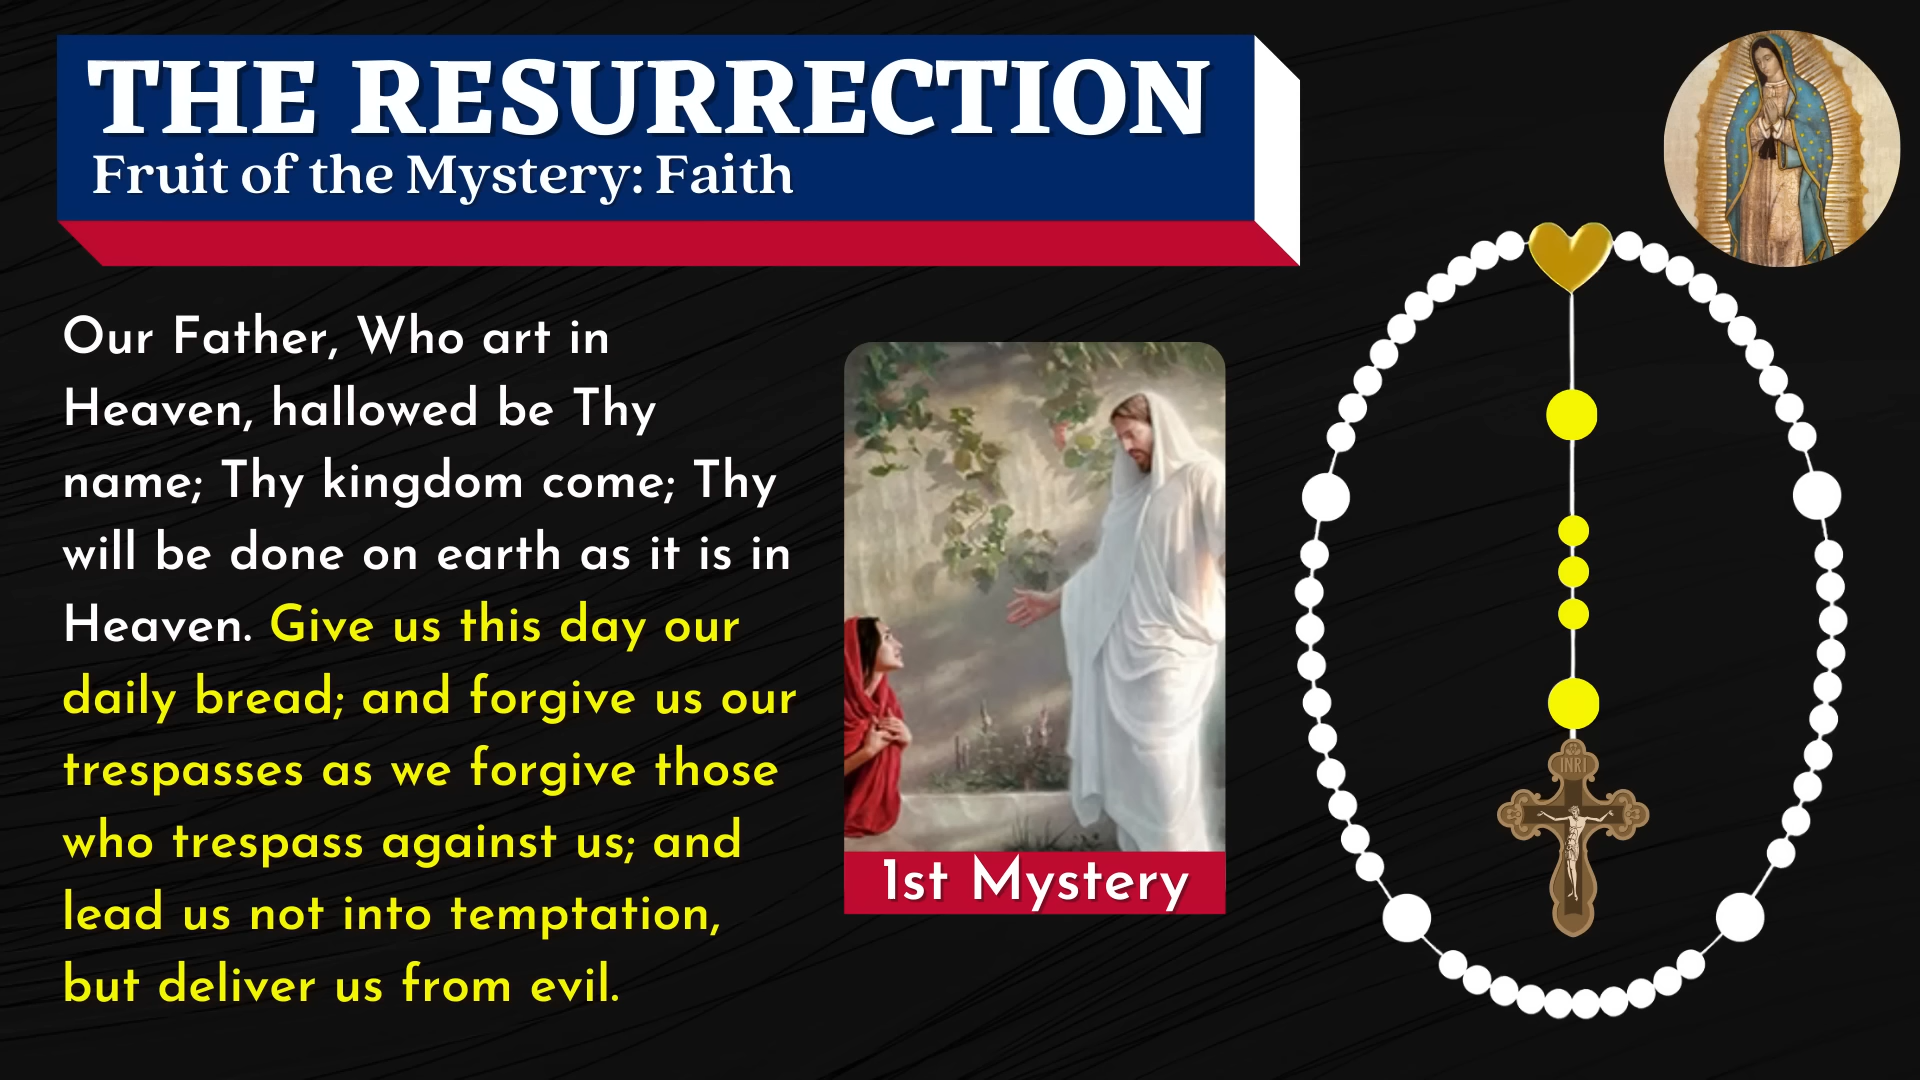 THE RESURRECTION
Fruit of the Mystery: Faith
Our Father, Who art in
Heaven, hallowed be Thy
name; Thy kingdom come; Thy
will be done on earth as it is in
Heaven. Give us this day our
daily bread; and forgive us our
trespasses as we forgive those
who trespass against us; and
lead us not into temptation,
but deliver us from evil.
1st Mystery
INRI